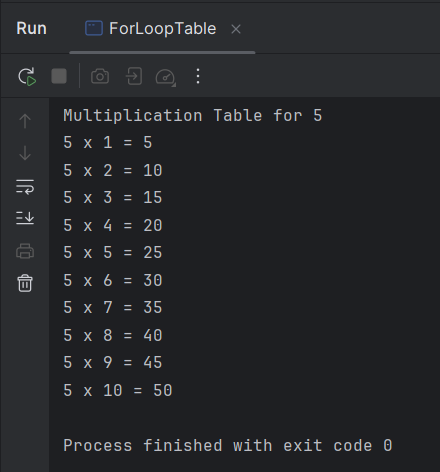 Run
ForLoopTable
Multiplication Table for 5
5 x 1 = 5
5 x 2 = 10
5 x 3 = 15
5 x 4 = 20
5 x 5 = 25
5 x 6 = 30
5 x 7 = 35
5 x 8 = 40
5 x 9 = 45
5 x 10 = 50
Process finished with exit code 0